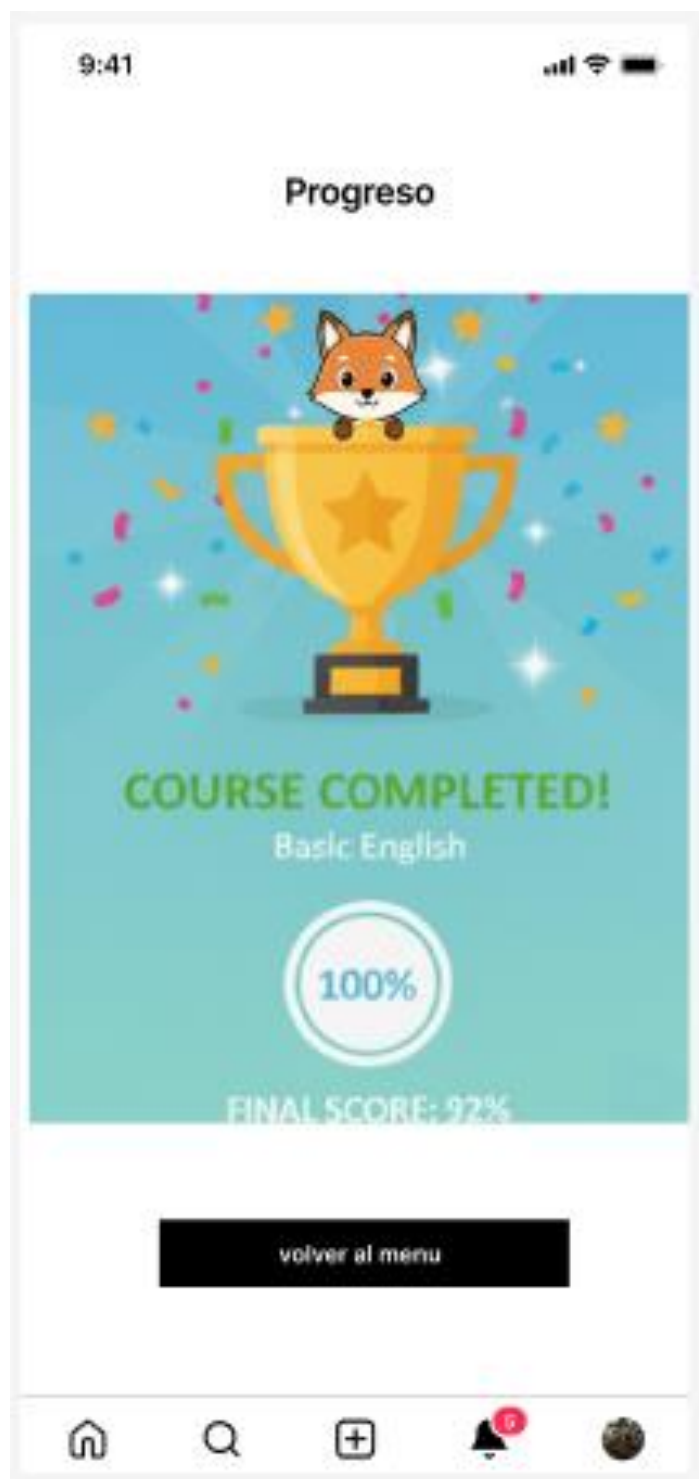 9:41
Progreso
COURSE COMPLETED!
Basic English
100%
FINAL SCORE: 92%
volver al menu